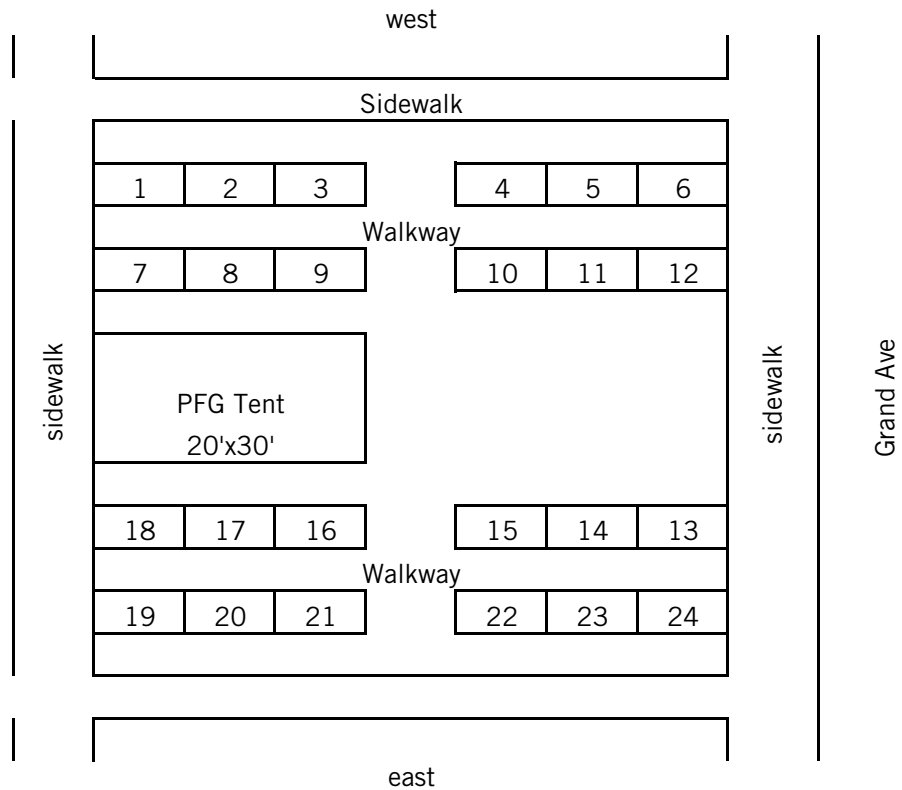 west
Sidewalk
1 2 3 4 5 6
Walkway
7 8 9 10 11 12
sidewalk
PFG Tent
20'x30'
sidewalk
Grand Ave
18 17 16 15 14 13
Walkway
19 20 21 22 23 24
east